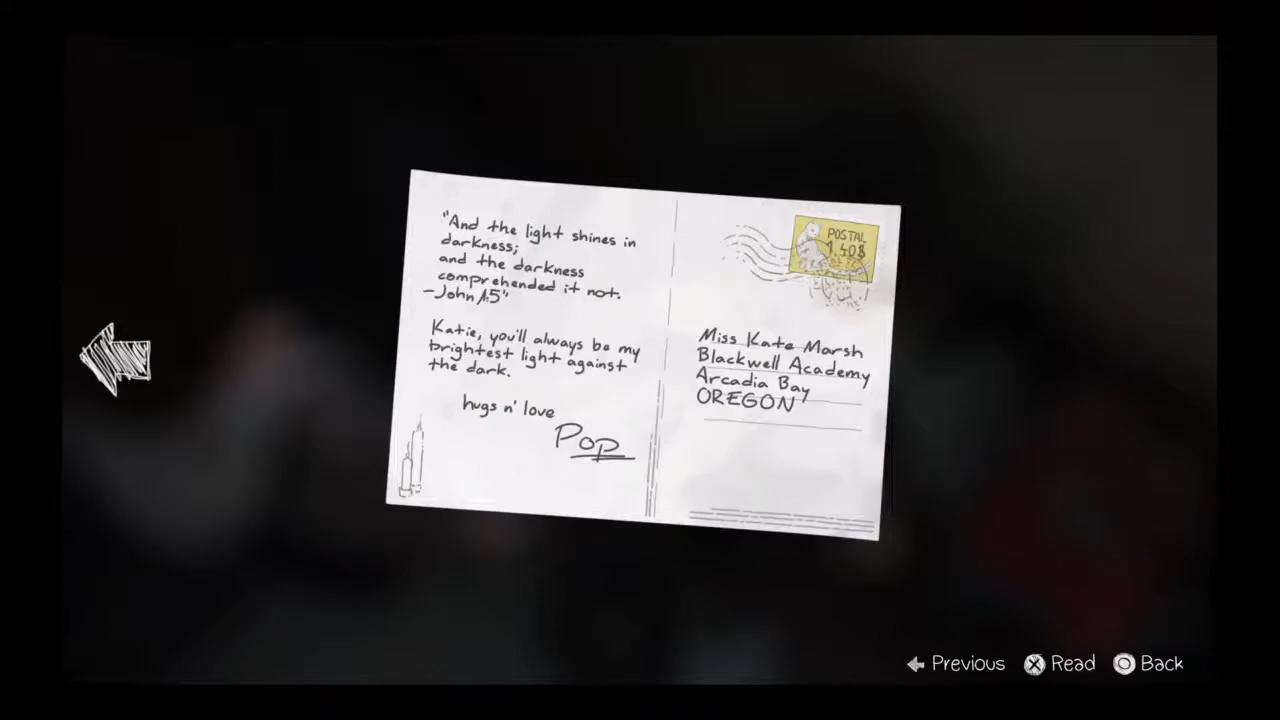 "And the light shines in
darkness;
and the darkness
comprehended it not.
-John 1:5"
Katie, you'll always be my
brightest light against
the dark.
hugs n' love
Pop
POSTAL
1,40$
Miss Kate Marsh
Blackwell Academy
Arcadia Bay
OREGON
Previous
Read
Back